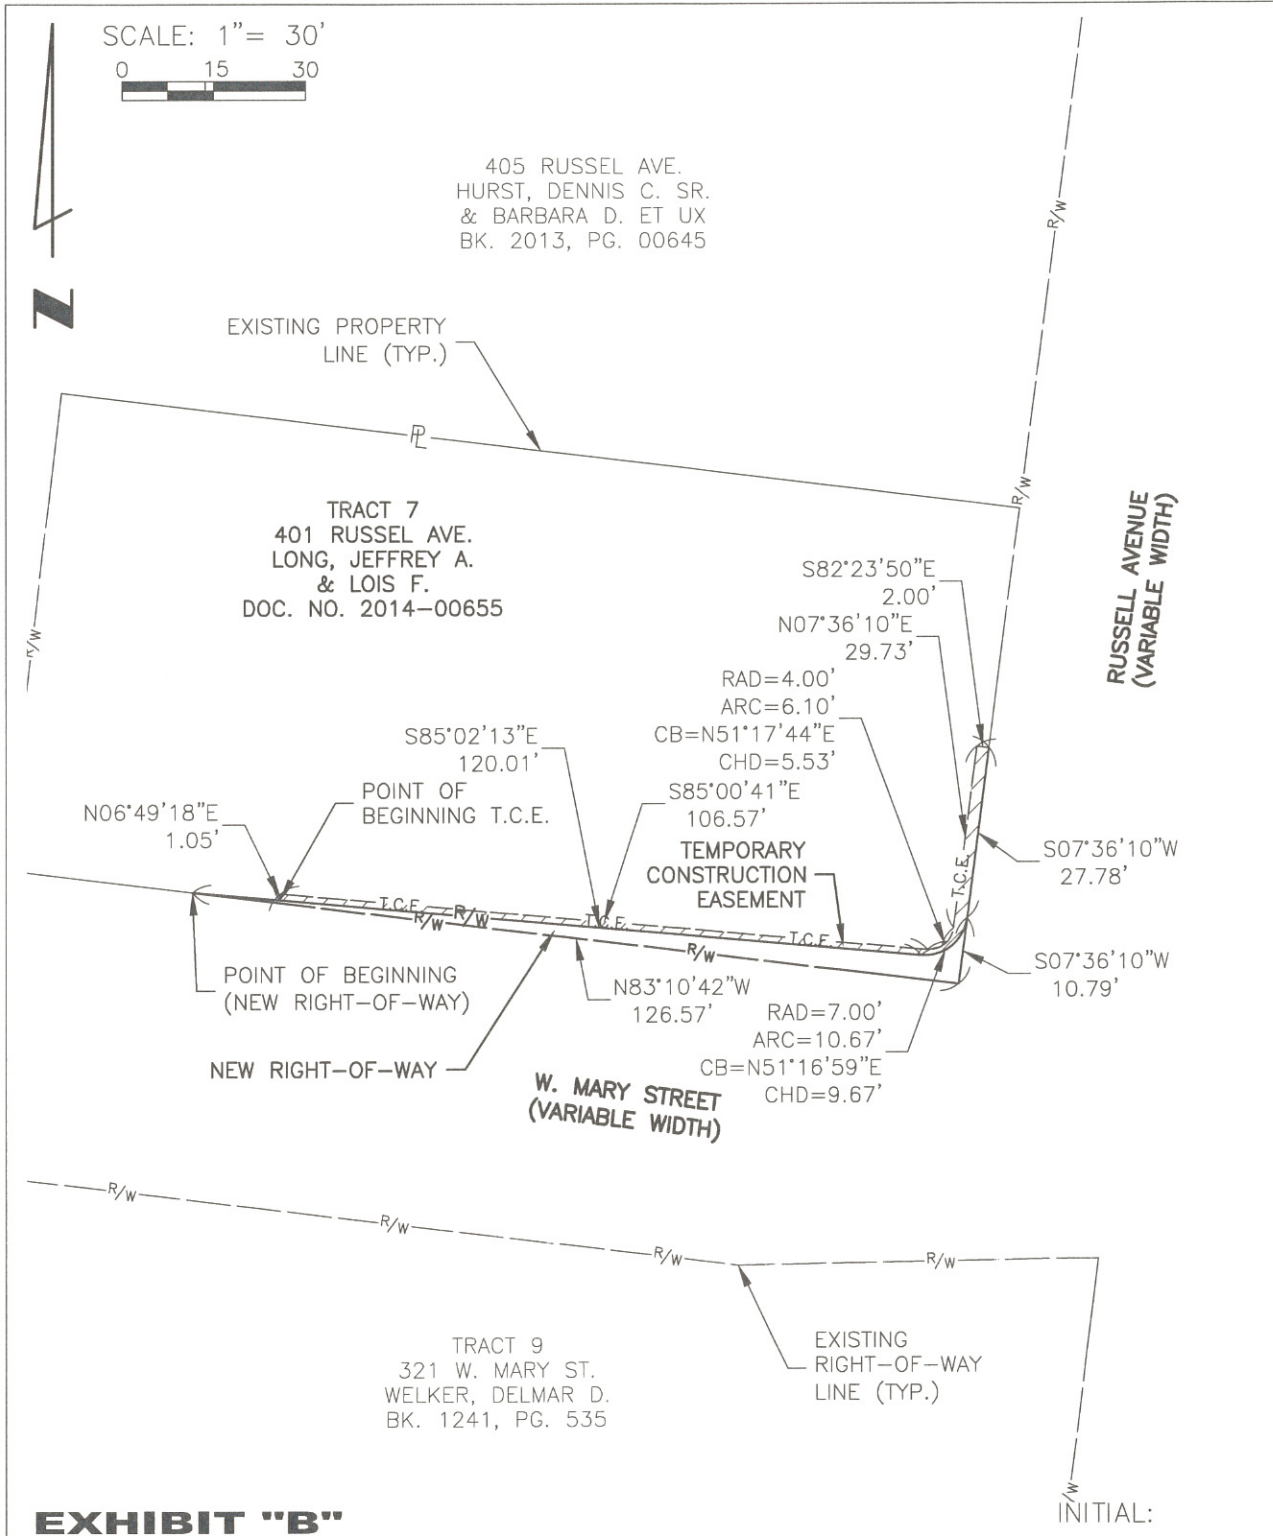 SCALE: 1"= 30'
0 15 30
N
405 RUSSEL AVE.
HURST, DENNIS C. SR.
& BARBARA D. ET UX
BK. 2013, PG. 00645
R/W
EXISTING PROPERTY
LINE (TYP.)
PL
R/W
TRACT 7
401 RUSSEL AVE.
LONG, JEFFREY A.
& LOIS F.
DOC. NO. 2014-00655
R/W
RUSSELL AVENUE
(VARIABLE WIDTH)
S82°23'50"E
2.00'
N07°36'10"E
29.73'
RAD=4.00'
ARC=6.10'
CB=N51°17'44"E
CHD=5.53'
S85°02'13"E
120.01'
S85°00'41"E
106.57'
POINT OF
BEGINNING T.C.E.
N06°49'18"E
1.05'
TEMPORARY
CONSTRUCTION
EASEMENT
S07°36'10"W
27.78'
T.C.E.
T.C.E.
R/W
R/W
T.C.E.
T.C.E.
R/W
POINT OF BEGINNING
(NEW RIGHT-OF-WAY)
N83°10'42"W
126.57'
S07°36'10"W
10.79'
RAD=7.00'
ARC=10.67'
CB=N51°16'59"E
CHD=9.67'
NEW RIGHT-OF-WAY
W. MARY STREET
(VARIABLE WIDTH)
R/W
R/W
R/W
R/W
TRACT 9
321 W. MARY ST.
WELKER, DELMAR D.
BK. 1241, PG. 535
EXISTING
RIGHT-OF-WAY
LINE (TYP.)
R/W
EXHIBIT "B"
INITIAL: